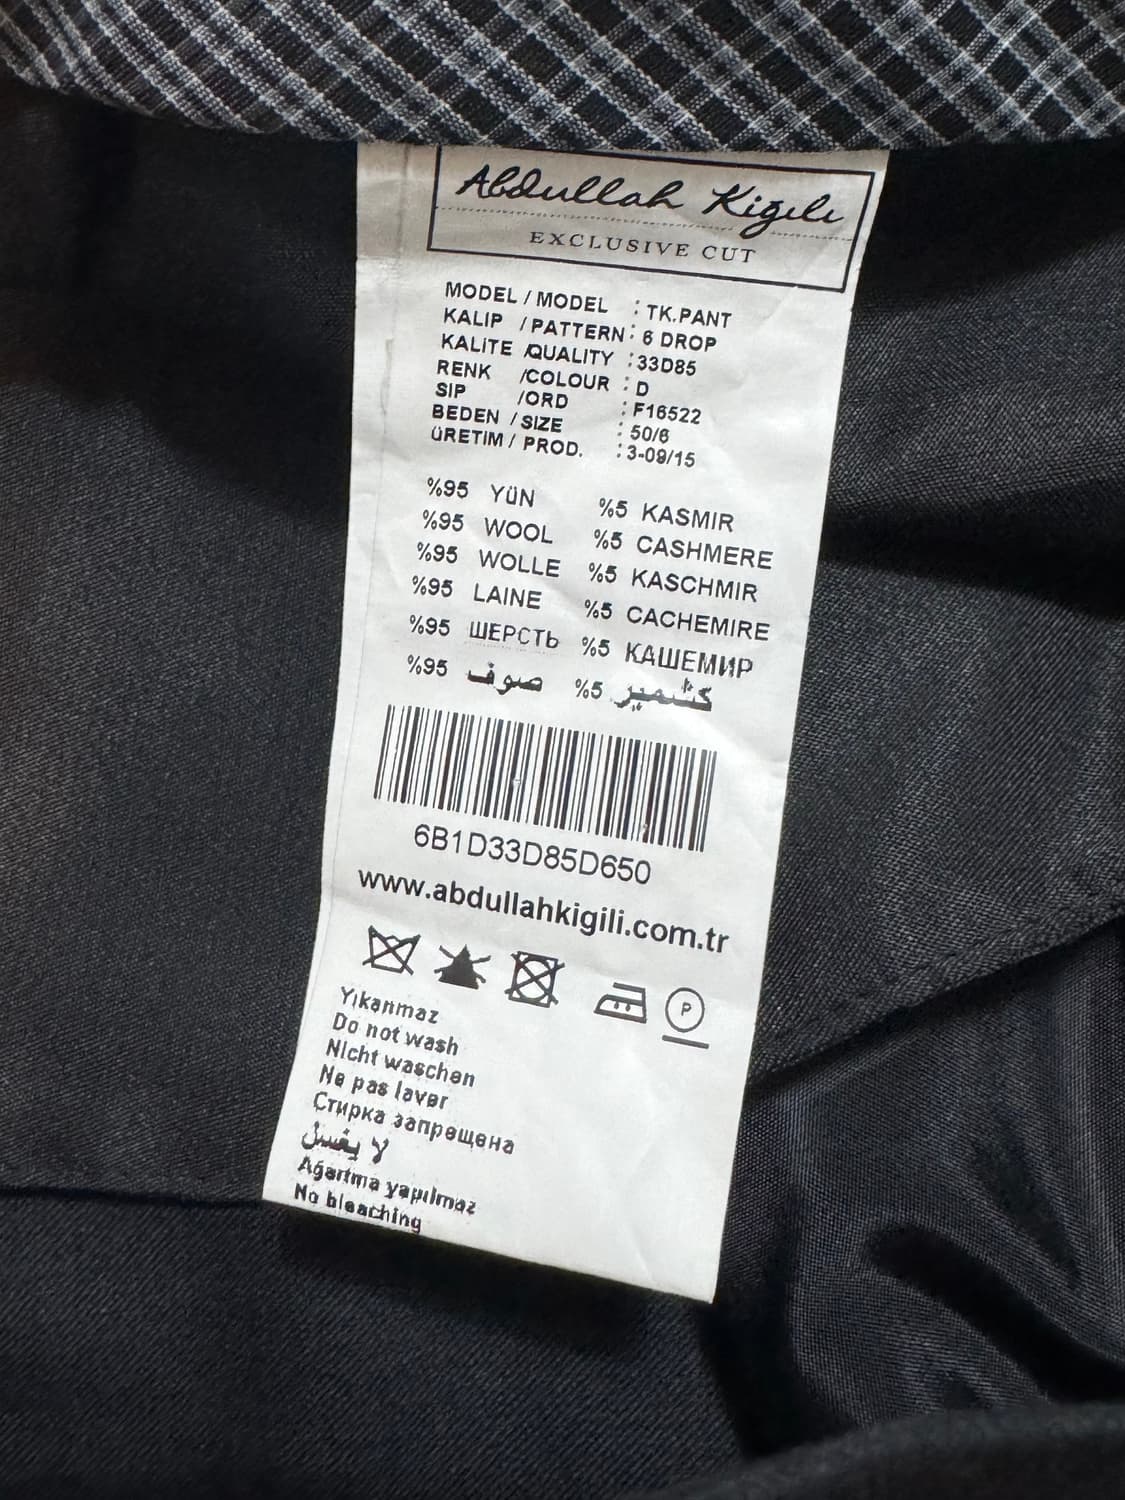 Abdullah Kiğılı
EXCLUSIVE CUT
MODEL / MODEL : TK.PANT
KALIP / PATTERN : 6 DROP
KALİTE /QUALITY : 33D85
RENK /COLOUR : D
SIP /ORD : F16522
BEDEN / SIZE : 50/6
ÜRETIM / PROD. : 3-09/15
%95 YÜN %5 KASMIR
%95 WOOL %5 CASHMERE
%95 WOLLE %5 KASCHMIR
%95 LAINE %5 CACHEMIRE
%95 ШЕРСТЬ %5 КАШЕМИР
%95 صوف %5 كشمير
6B1D33D85D650
www.abdullahkigili.com.tr
P
Yıkanmaz
Do not wash
Nicht waschen
Ne pas laver
Стирка запрещена
لا يغسل
Ağartma yapılmaz
No bleaching